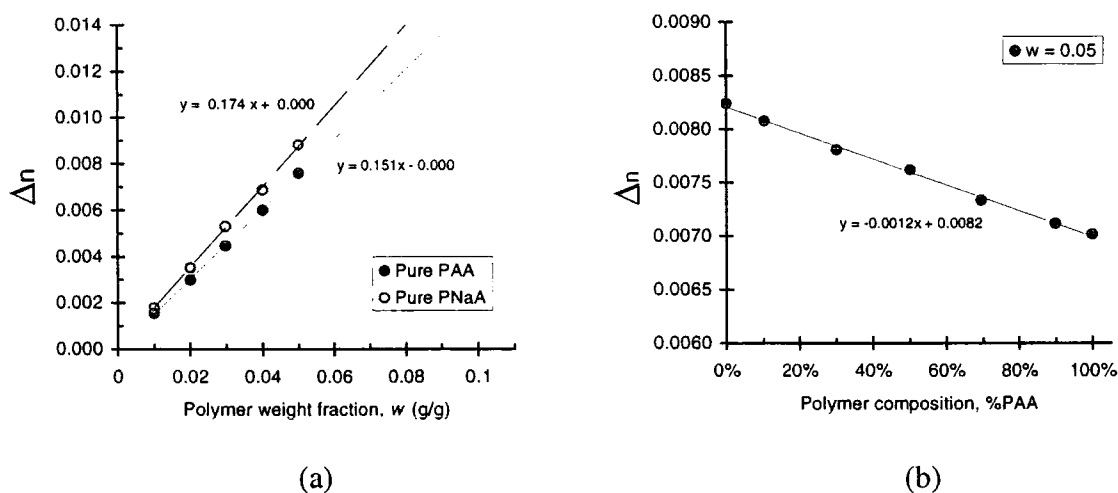 0.014
0.012
0.010
0.008
0.006
0.004
0.002
0.000
Δn
y = 0.174 x + 0.000
y = 0.151x - 0.000
Pure PAA
Pure PNaA
0 0.02 0.04 0.06 0.08 0.1
Polymer weight fraction, w (g/g)
(a)
0.0090
0.0085
0.0080
0.0075
0.0070
0.0065
0.0060
Δn
w = 0.05
y = -0.0012x + 0.0082
0% 20% 40% 60% 80% 100%
Polymer composition, %PAA
(b)